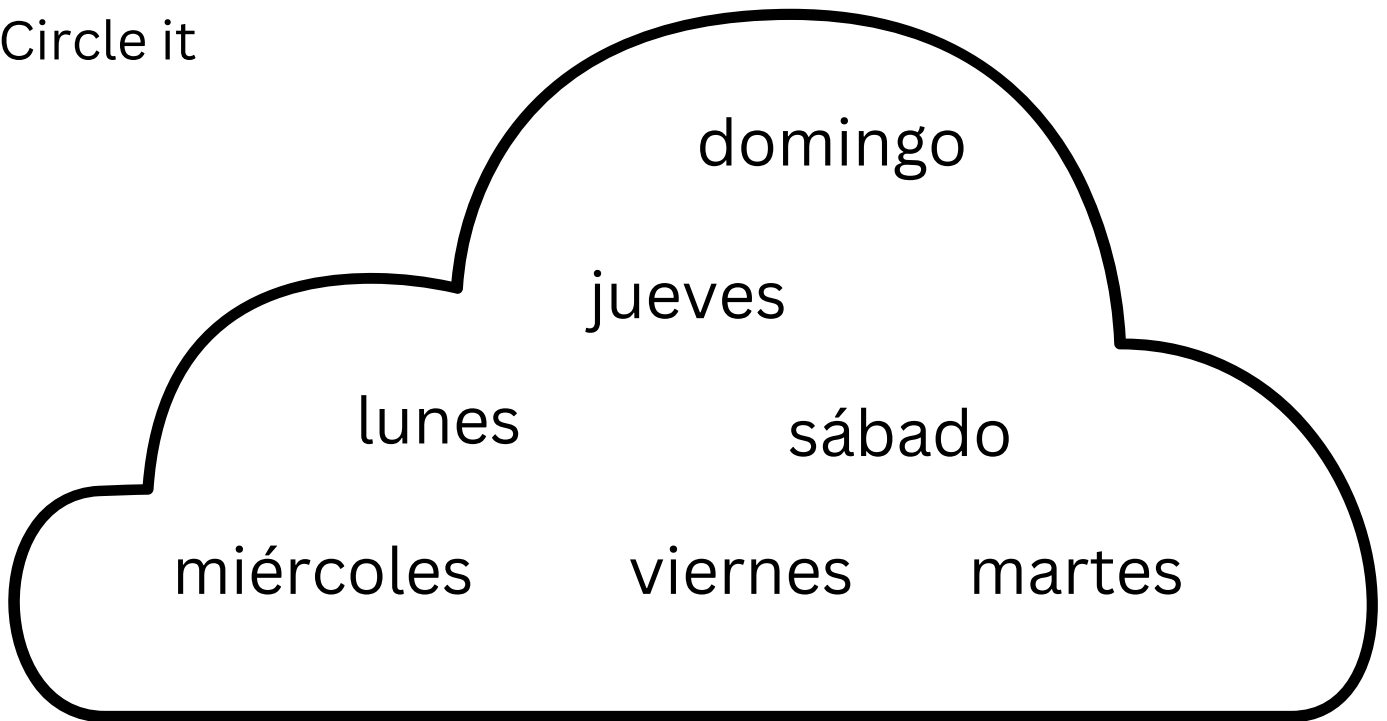 Circle it
domingo
jueves
lunes sábado
miércoles viernes martes